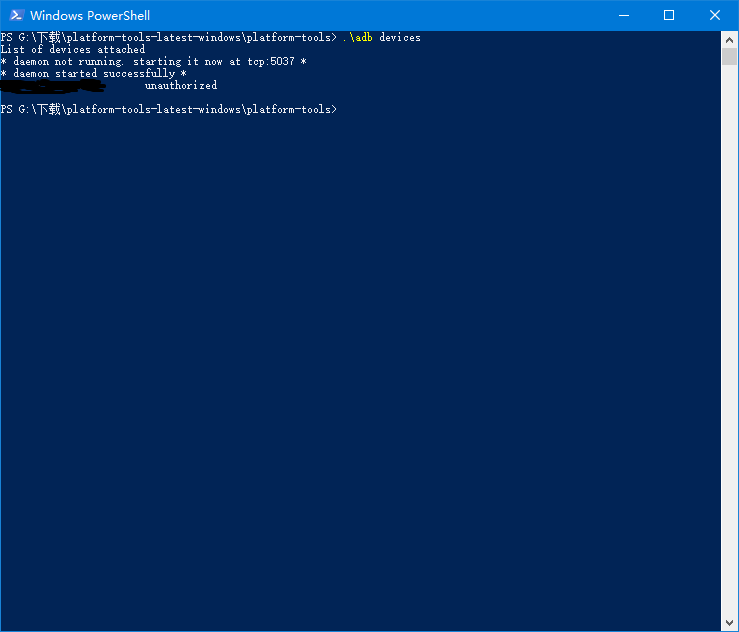 Windows PowerShell
PS G:\下载\platform-tools-latest-windows\platform-tools> .\adb devices
List of devices attached
* daemon not running. starting it now at tcp:5037 *
* daemon started successfully *
unauthorized
PS G:\下载\platform-tools-latest-windows\platform-tools>